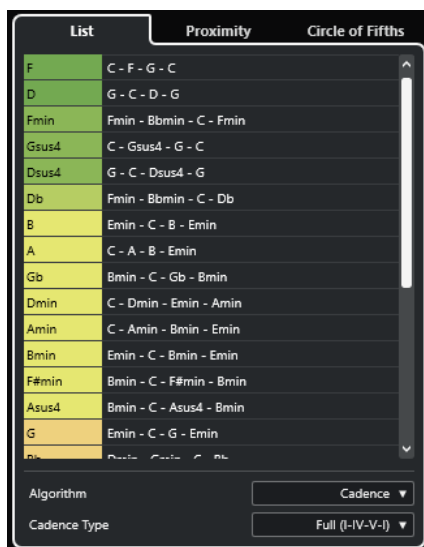 List Proximity Circle of Fifths
F C - F - G - C
D G - C - D - G
Fmin Fmin - Bbmin - C - Fmin
Gsus4 C - Gsus4 - G - C
Dsus4 G - C - Dsus4 - G
Db Fmin - Bbmin - C - Db
B Emin - C - B - Emin
A C - A - B - Emin
Gb Bmin - C - Gb - Bmin
Dmin C - Dmin - Emin - Amin
Amin C - Amin - Bmin - Emin
Bmin Emin - C - Bmin - Emin
F#min Bmin - C - F#min - Bmin
Asus4 Bmin - C - Asus4 - Bmin
G Emin - C - G - Emin
Algorithm Cadence
Cadence Type Full (I-IV-V-I)